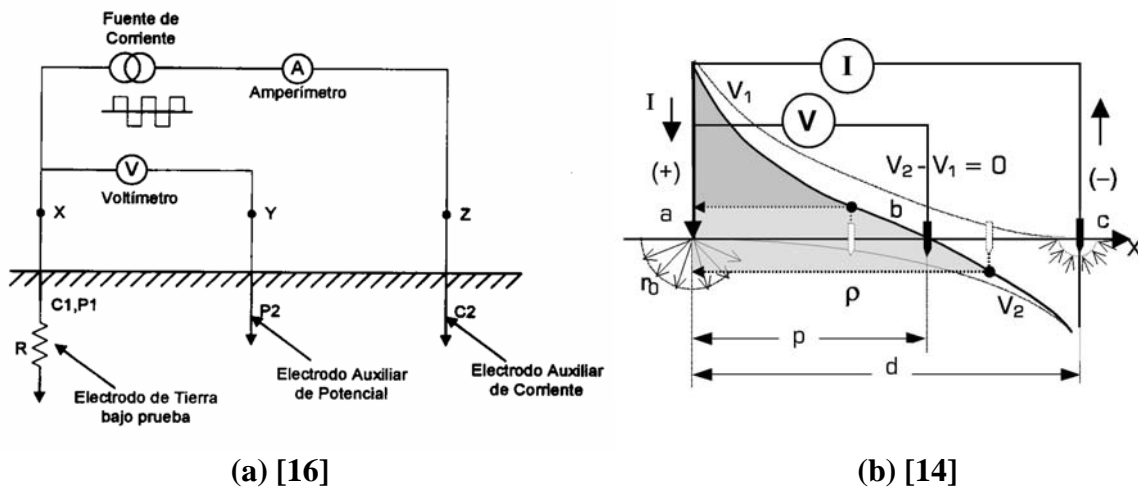 Fuente de
Corriente
A
Amperímetro
V
Voltímetro
X
Y
Z
C1,P1
P2
C2
R
Electrodo de Tierra
bajo prueba
Electrodo Auxiliar
de Potencial
Electrodo Auxiliar
de Corriente
(a) [16]
I
V₁
I
V
(+)
V₂ - V₁ = 0
(−)
a
b
c
X
r₀
ρ
V₂
p
d
(b) [14]